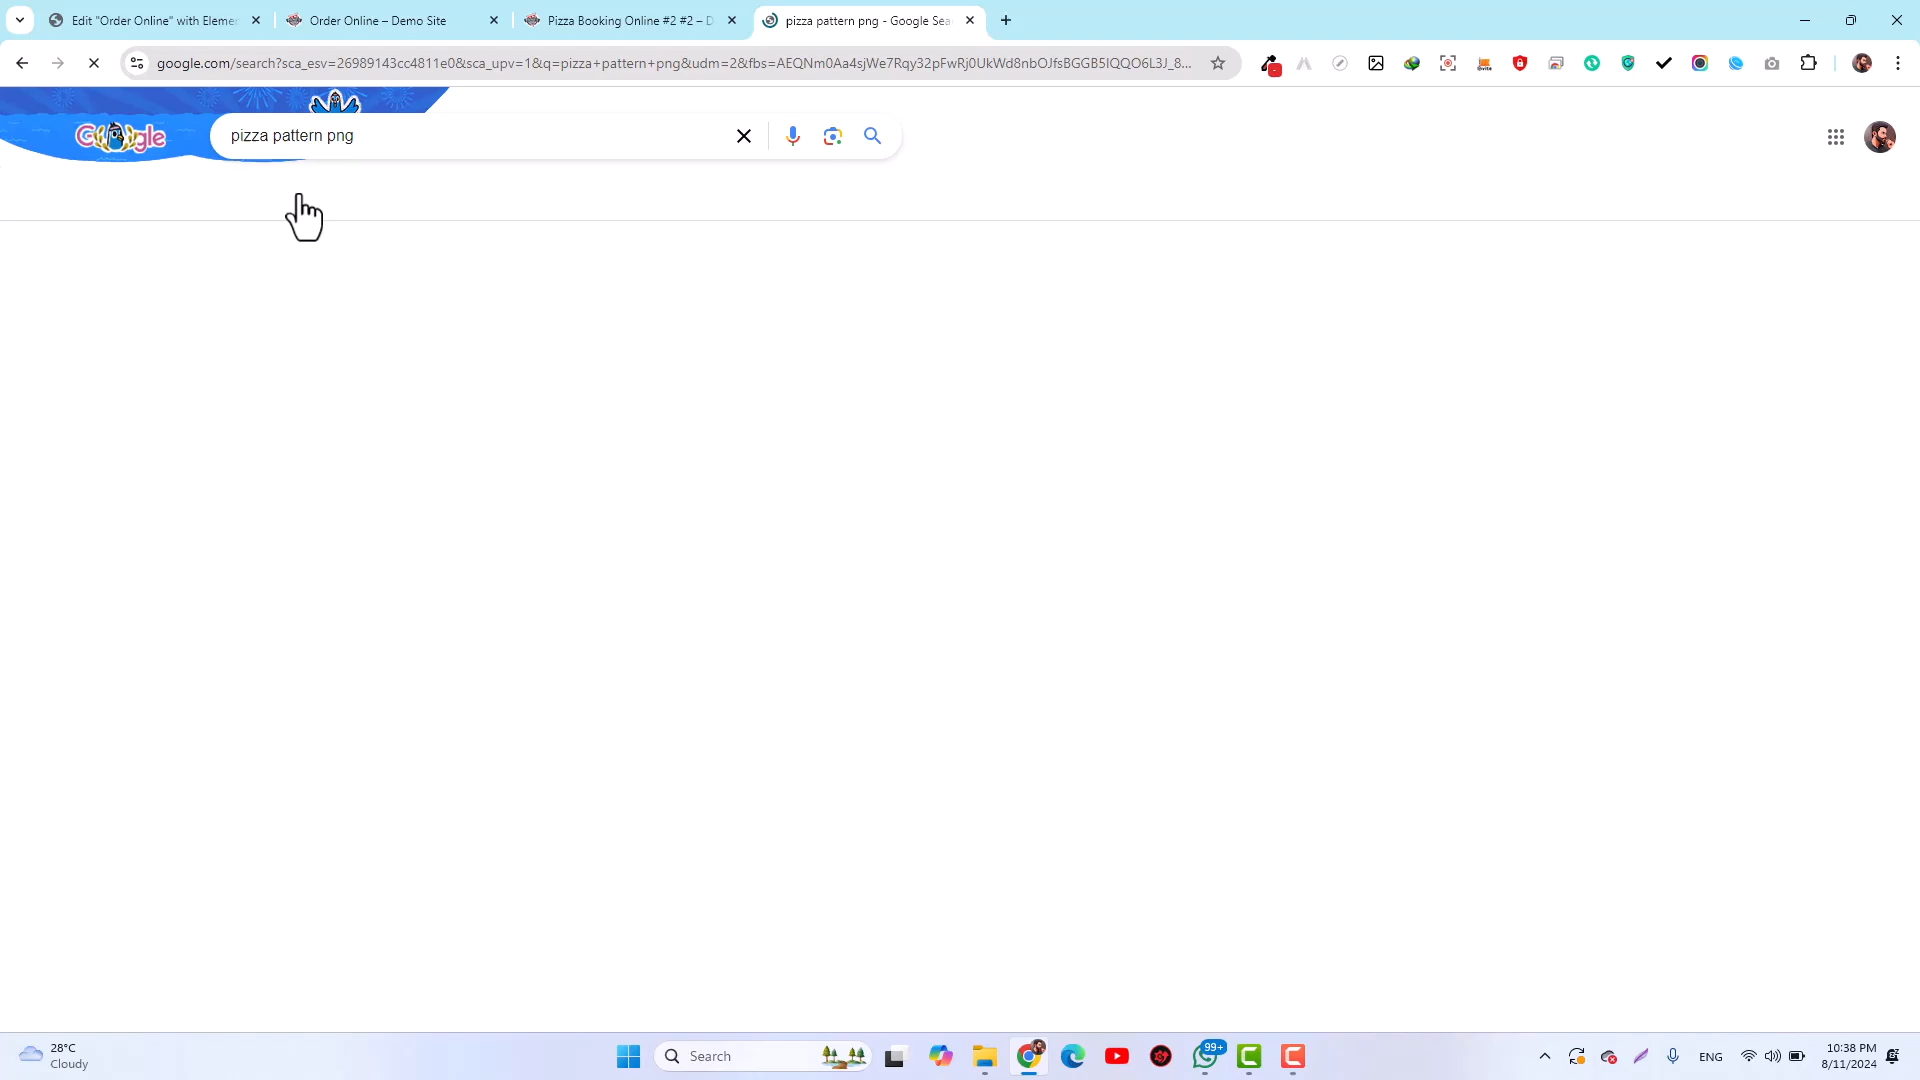 Edit "Order Online" with Elemen
Order Online – Demo Site
Pizza Booking Online #2 #2 – D
pizza pattern png - Google Sea
google.com/search?sca_esv=26989143cc4811e0&sca_upv=1&q=pizza+pattern+png&udm=2&fbs=AEQNm0Aa4sjWe7Rqy32pFwRj0UkWd8nbOJfsBGGB5IQQO6L3J_8...
Google
pizza pattern png
28°C
Cloudy
Search
99+
ENG
10:38 PM
8/11/2024